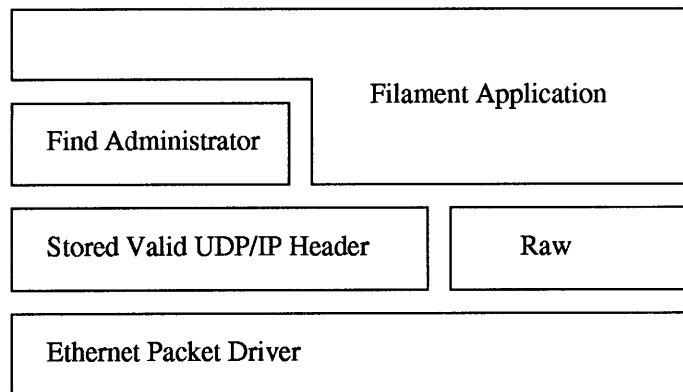 Filament Application
Find Administrator
Stored Valid UDP/IP Header
Raw
Ethernet Packet Driver